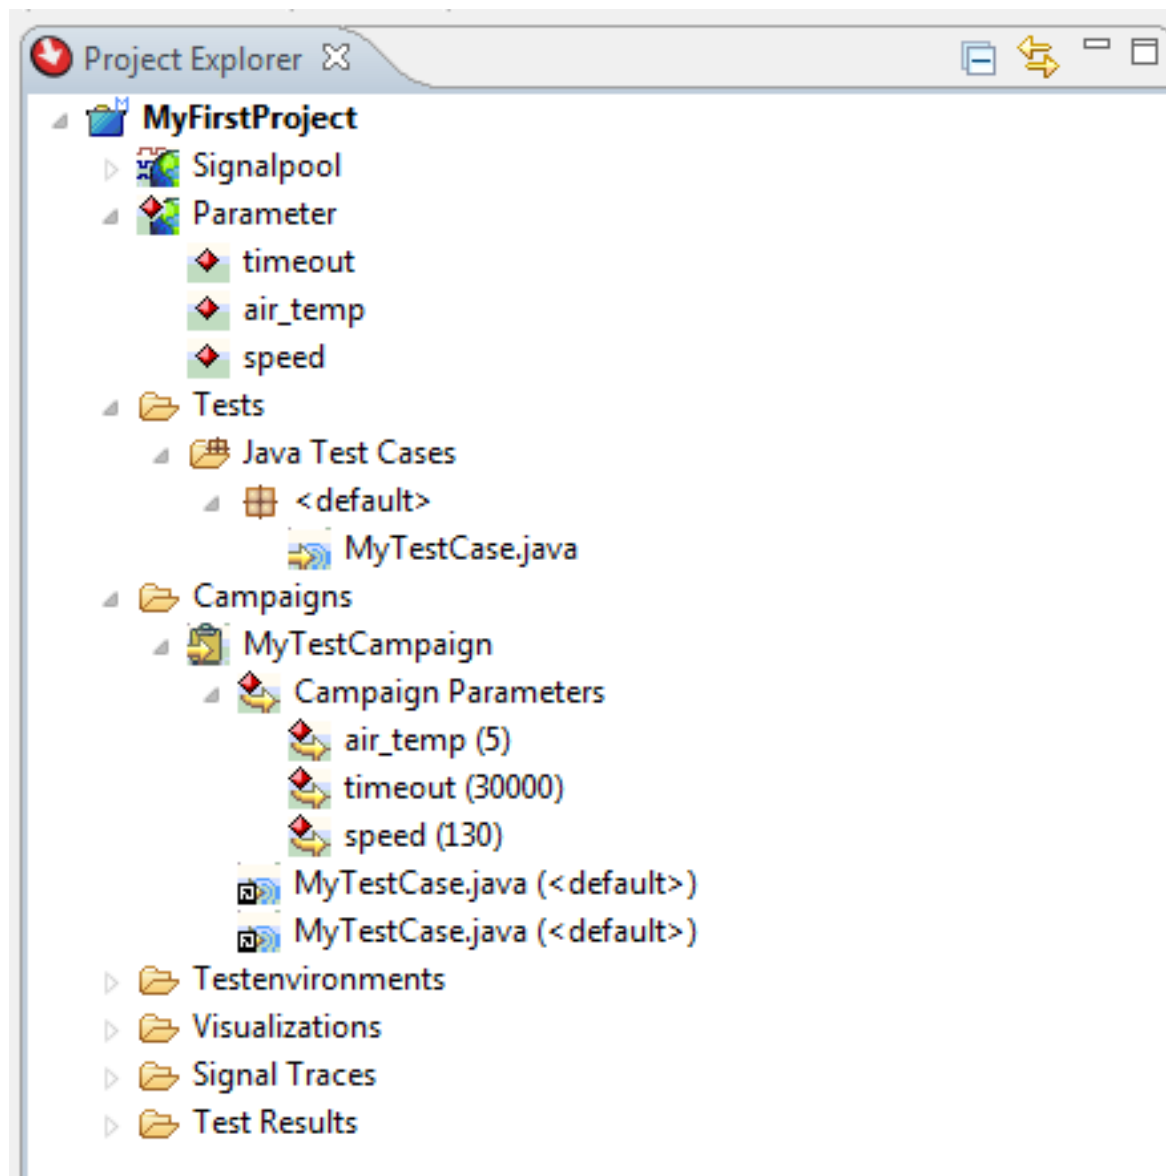 Project Explorer
MyFirstProject
Signalpool
Parameter
timeout
air_temp
speed
Tests
Java Test Cases
<default>
MyTestCase.java
Campaigns
MyTestCampaign
Campaign Parameters
air_temp (5)
timeout (30000)
speed (130)
MyTestCase.java (<default>)
MyTestCase.java (<default>)
Testenvironments
Visualizations
Signal Traces
Test Results